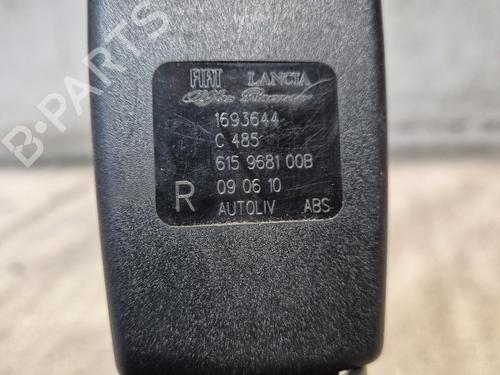 B-PARTS
FIAT LANCIA
Alfa Romeo
1693644
C 485
615 9681 00B
R 09 06 10
AUTOLIV ABS